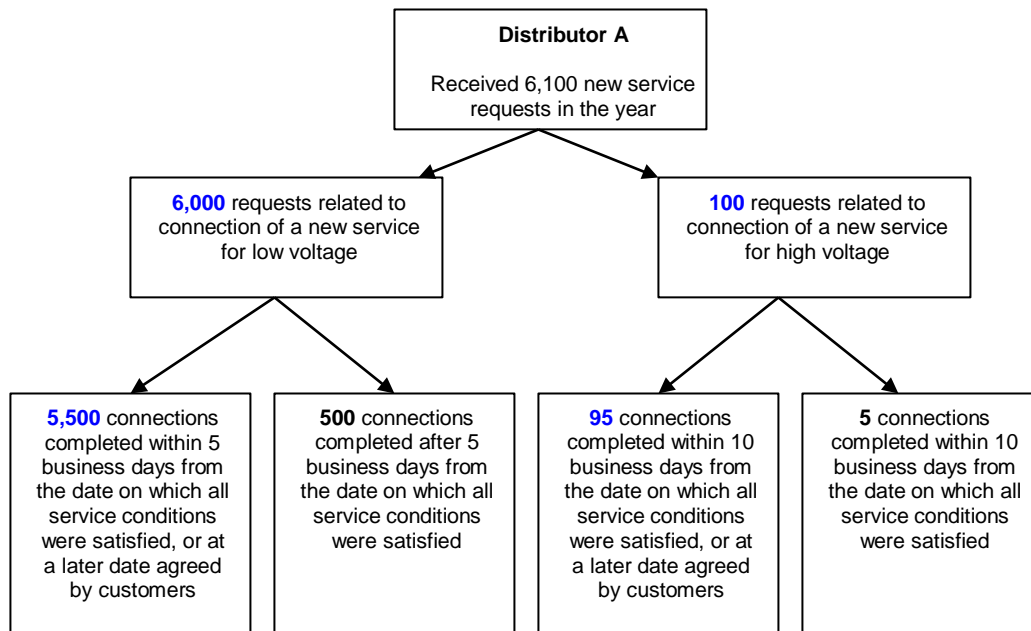 Distributor A
Received 6,100 new service
requests in the year
6,000 requests related to
connection of a new service
for low voltage
100 requests related to
connection of a new service
for high voltage
5,500 connections
completed within 5
business days from
the date on which all
service conditions
were satisfied, or at
a later date agreed
by customers
500 connections
completed after 5
business days from
the date on which all
service conditions
were satisfied
95 connections
completed within 10
business days from
the date on which all
service conditions
were satisfied, or at
a later date agreed
by customers
5 connections
completed within 10
business days from
the date on which all
service conditions
were satisfied